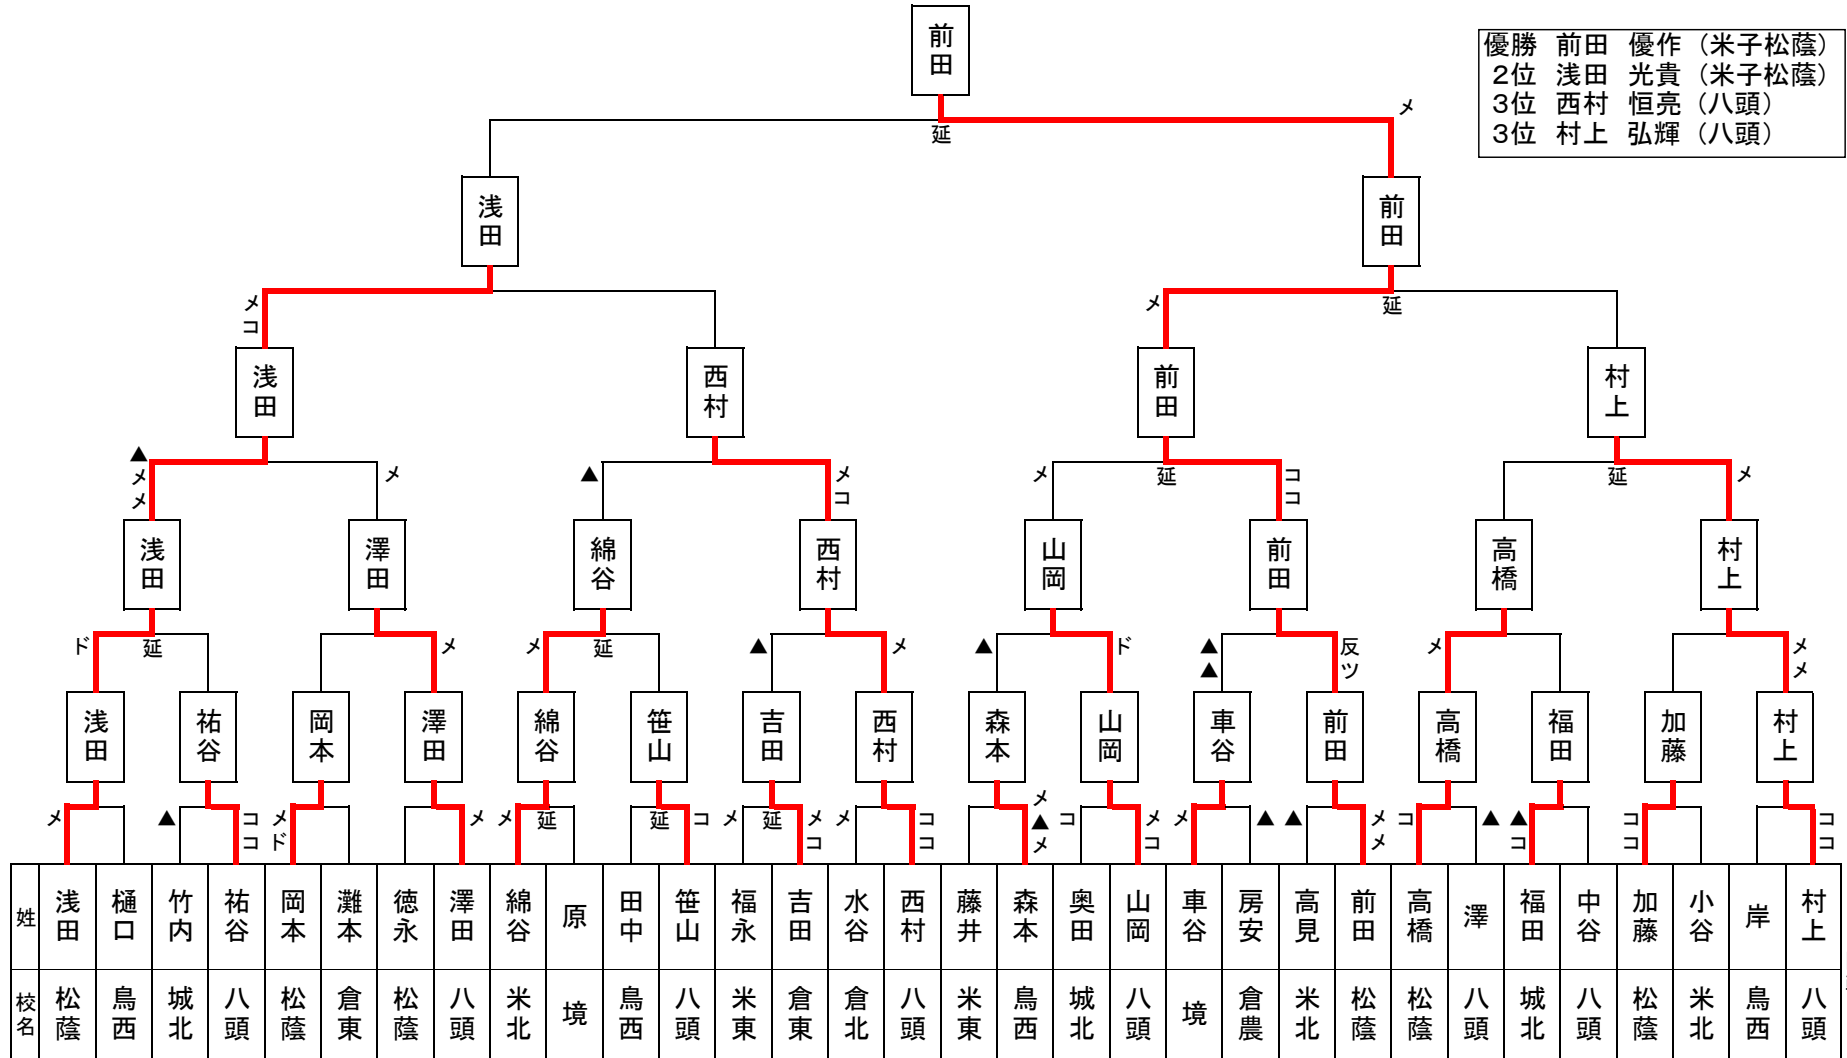 前田
優勝 前田 優作（米子松蔭）
2位 浅田 光貴（米子松蔭）
3位 西村 恒亮（八頭）
3位 村上 弘輝（八頭）
延 メ
浅田 前田
メコ メ 延
浅田 西村 前田 村上
▲メメ メ ▲ メコ メ 延 ココ 延 メ
浅田 澤田 綿谷 西村 山岡 前田 高橋 村上
ド 延 メ メ 延 ▲ メ ▲ ド ▲▲ 反ツ メ メメ
浅田 祐谷 岡本 澤田 綿谷 笹山 吉田 西村 森本 山岡 車谷 前田 高橋 福田 加藤 村上
メ ▲ ココ メド メ メ 延 延 コ メ 延 メコ メ ココ メ▲メ コ メコ メ ▲ ▲ メメ コ ▲ ▲コ ココ ココ
姓 浅田 樋口 竹内 祐谷 岡本 灘本 徳永 澤田 綿谷 原 田中 笹山 福永 吉田 水谷 西村 藤井 森本 奥田 山岡 車谷 房安 高見 前田 高橋 澤 福田 中谷 加藤 小谷 岸 村上
校名 松蔭 鳥西 城北 八頭 松蔭 倉東 松蔭 八頭 米北 境 鳥西 八頭 米東 倉東 倉北 八頭 米東 鳥西 城北 八頭 境 倉農 米北 松蔭 松蔭 八頭 城北 八頭 松蔭 米北 鳥西 八頭